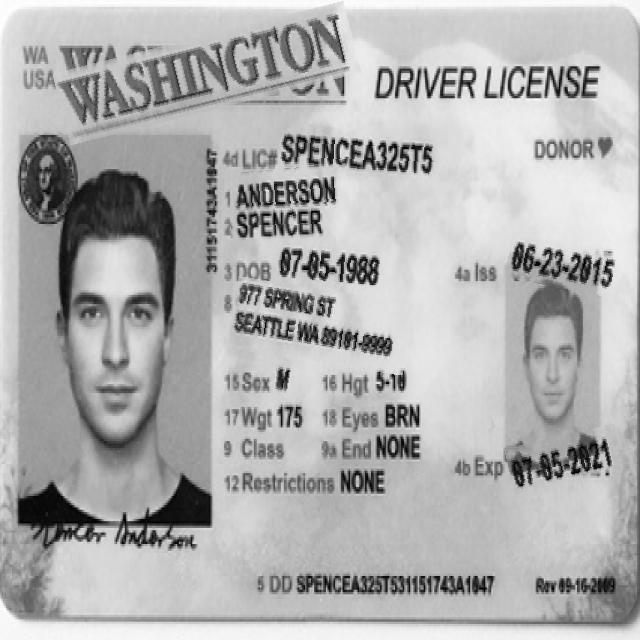 WA
USA
WASHINGTON
DRIVER LICENSE
4d LIC# SPENCEA325T5
DONOR
1 ANDERSON
2 SPENCER
31151743A1947
3 DOB 07-05-1988
4a Iss 06-23-2015
8 977 SPRING ST
SEATTLE WA 89101-9999
15 Sex M 16 Hgt 5-10
17 Wgt 175 18 Eyes BRN
9 Class 9a End NONE
12 Restrictions NONE
4b Exp 07-05-2021
Spencer Anderson
5 DD SPENCEA325T531151743A1047
Rev 09-16-2009